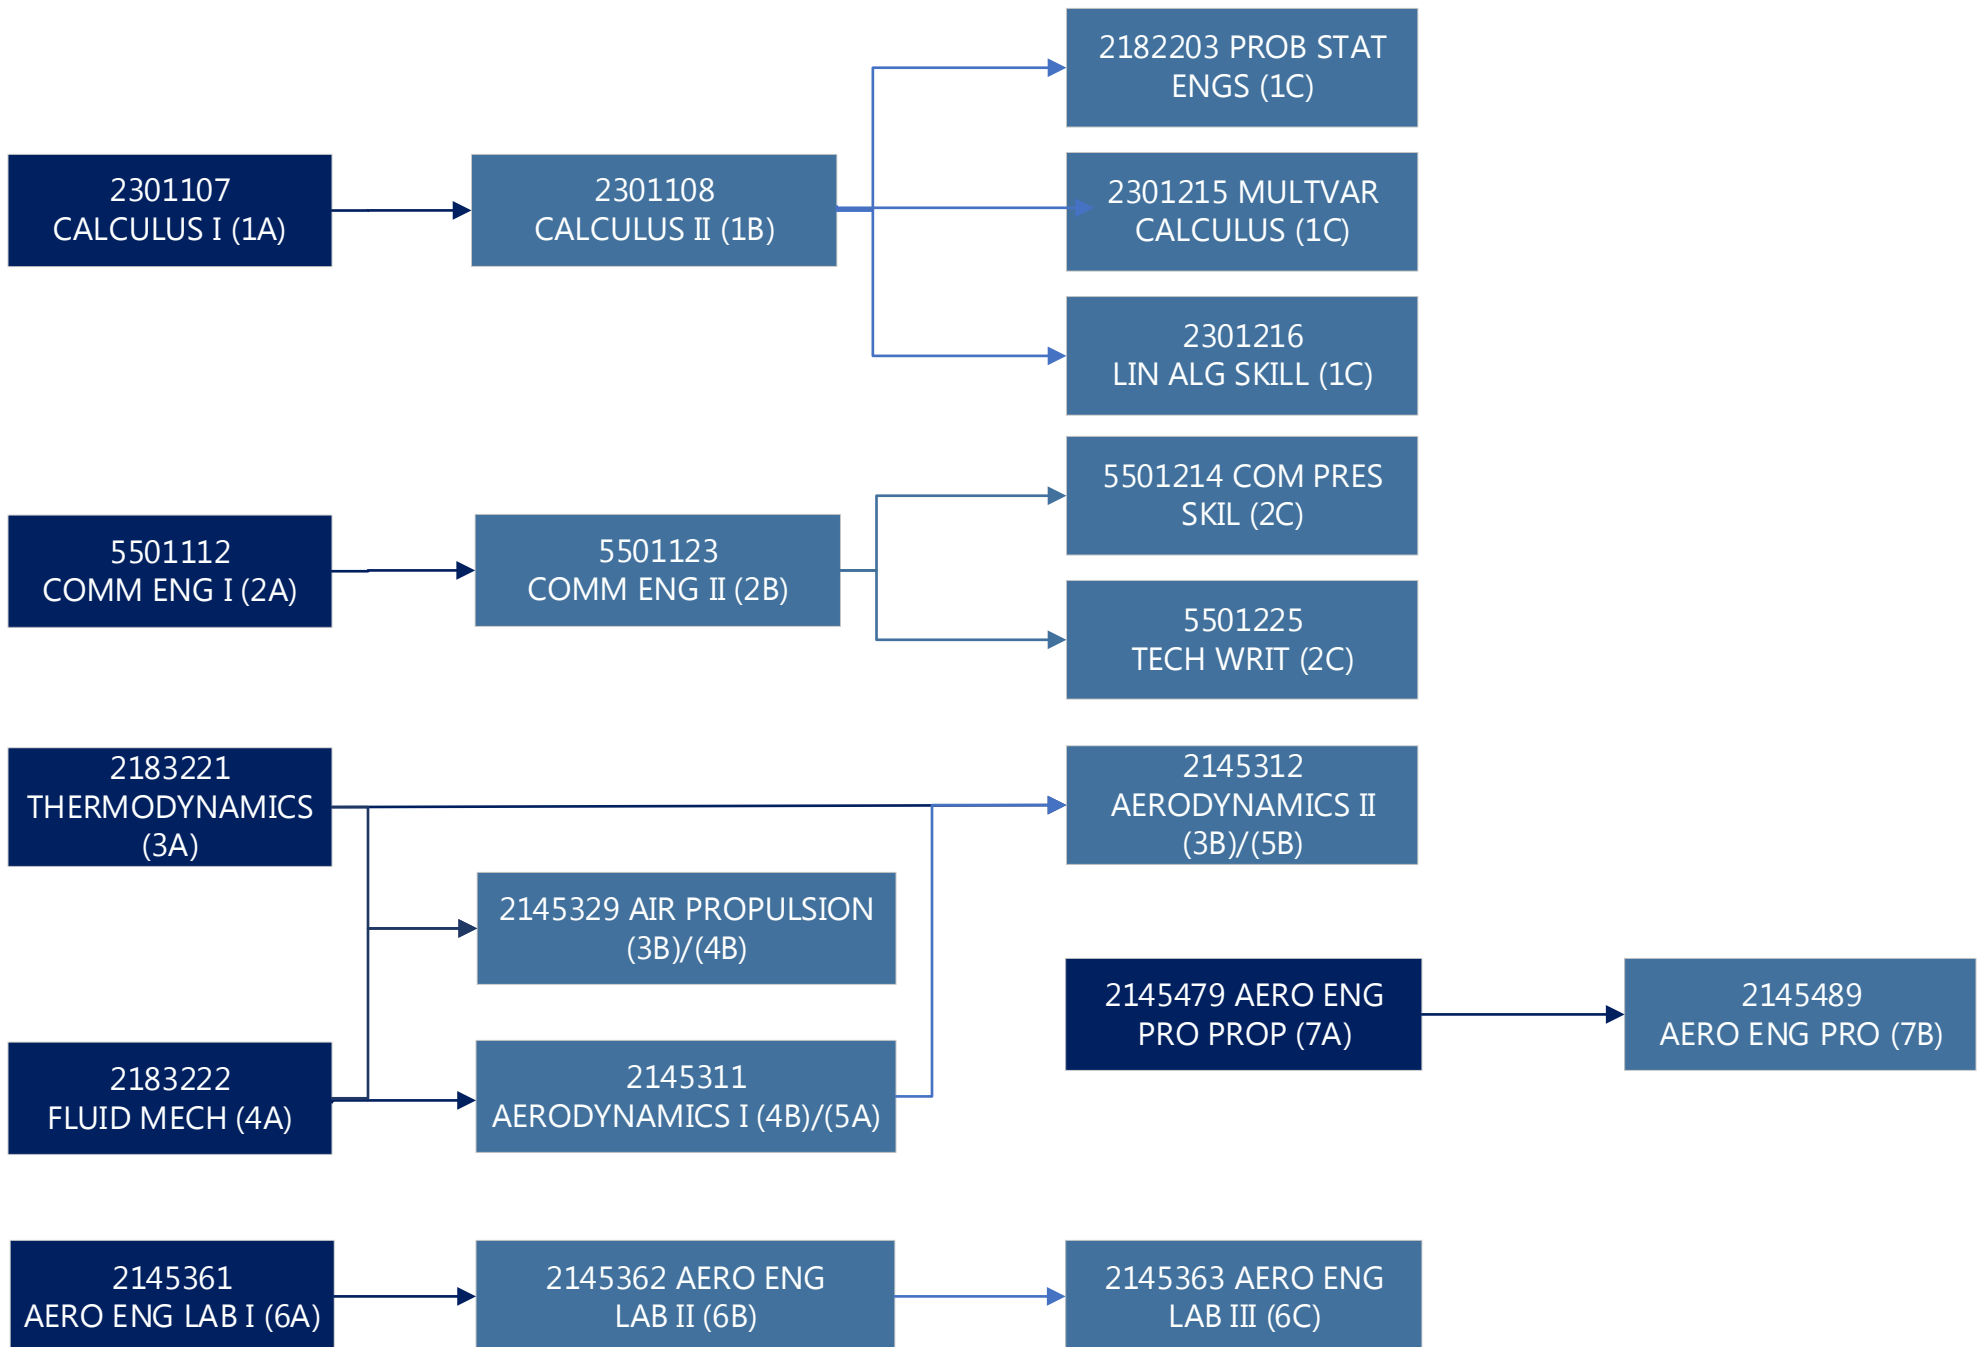 2182203 PROB STAT
ENGS (1C)
2301107
CALCULUS I (1A)
2301108
CALCULUS II (1B)
2301215 MULTVAR
CALCULUS (1C)
2301216
LIN ALG SKILL (1C)
5501214 COM PRES
SKIL (2C)
5501112
COMM ENG I (2A)
5501123
COMM ENG II (2B)
5501225
TECH WRIT (2C)
2183221
THERMODYNAMICS
(3A)
2145312
AERODYNAMICS II
(3B)/(5B)
2145329 AIR PROPULSION
(3B)/(4B)
2145479 AERO ENG
PRO PROP (7A)
2145489
AERO ENG PRO (7B)
2183222
FLUID MECH (4A)
2145311
AERODYNAMICS I (4B)/(5A)
2145361
AERO ENG LAB I (6A)
2145362 AERO ENG
LAB II (6B)
2145363 AERO ENG
LAB III (6C)